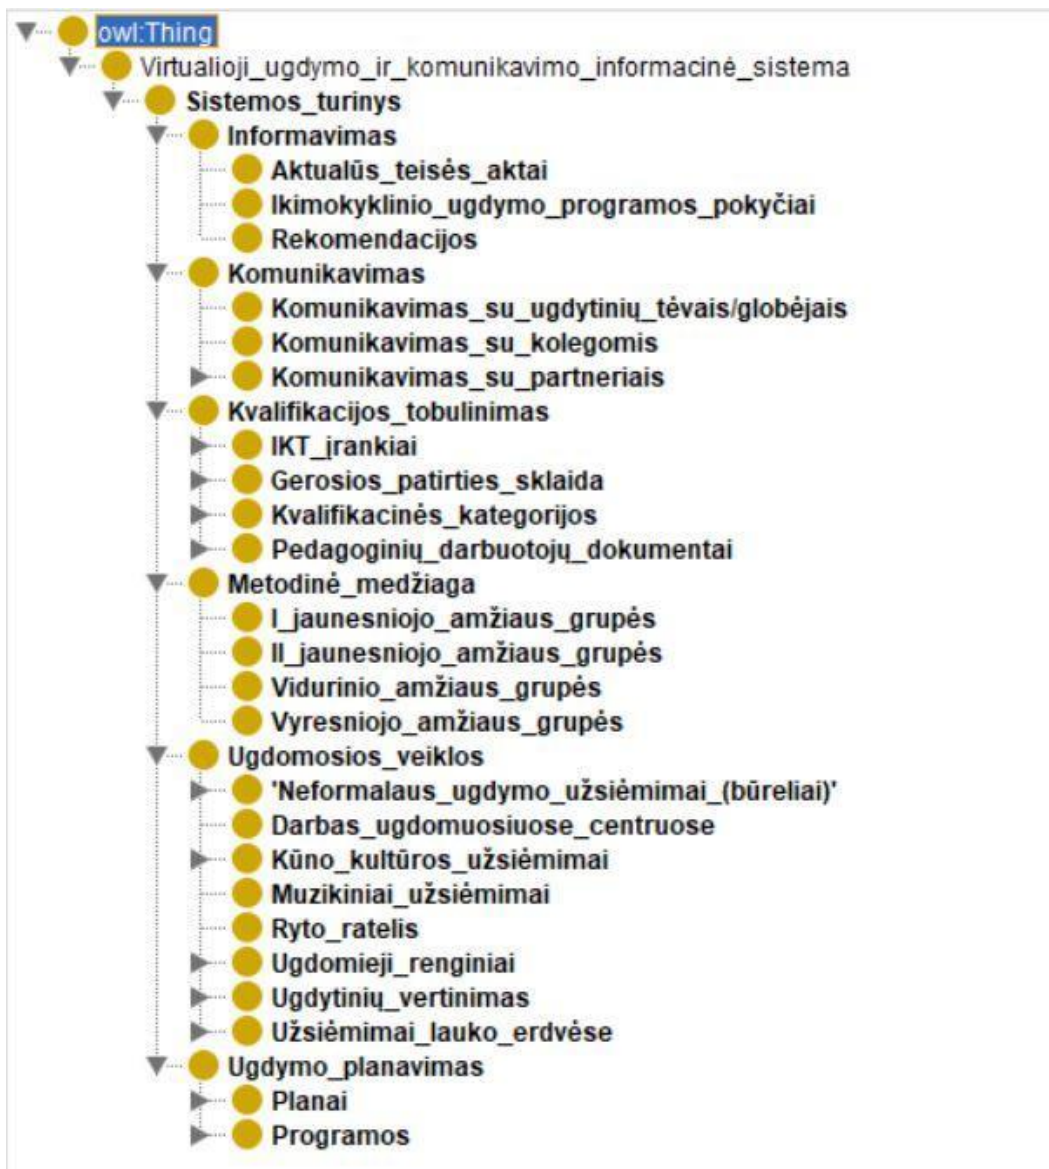 owl:Thing
Virtualioji_ugdymo_ir_komunikavimo_informacinė_sistema
Sistemos_turinys
Informavimas
Aktualūs_teisės_aktai
Ikimokyklinio_ugdymo_programos_pokyčiai
Rekomendacijos
Komunikavimas
Komunikavimas_su_ugdytinių_tėvais/globėjais
Komunikavimas_su_kolegomis
Komunikavimas_su_partneriais
Kvalifikacijos_tobulinimas
IKT_įrankiai
Gerosios_patirties_sklaida
Kvalifikacinės_kategorijos
Pedagoginių_darbuotojų_dokumentai
Metodinė_medžiaga
I_jaunesniojo_amžiaus_grupės
II_jaunesniojo_amžiaus_grupės
Vidurinio_amžiaus_grupės
Vyresniojo_amžiaus_grupės
Ugdomosios_veiklos
'Neformalaus_ugdymo_užsiėmimai_(būreliai)'
Darbas_ugdomuosiuose_centruose
Kūno_kultūros_užsiėmimai
Muzikiniai_užsiėmimai
Ryto_ratelis
Ugdomieji_renginiai
Ugdytinių_vertinimas
Užsiėmimai_lauko_erdvėse
Ugdymo_planavimas
Planai
Programos